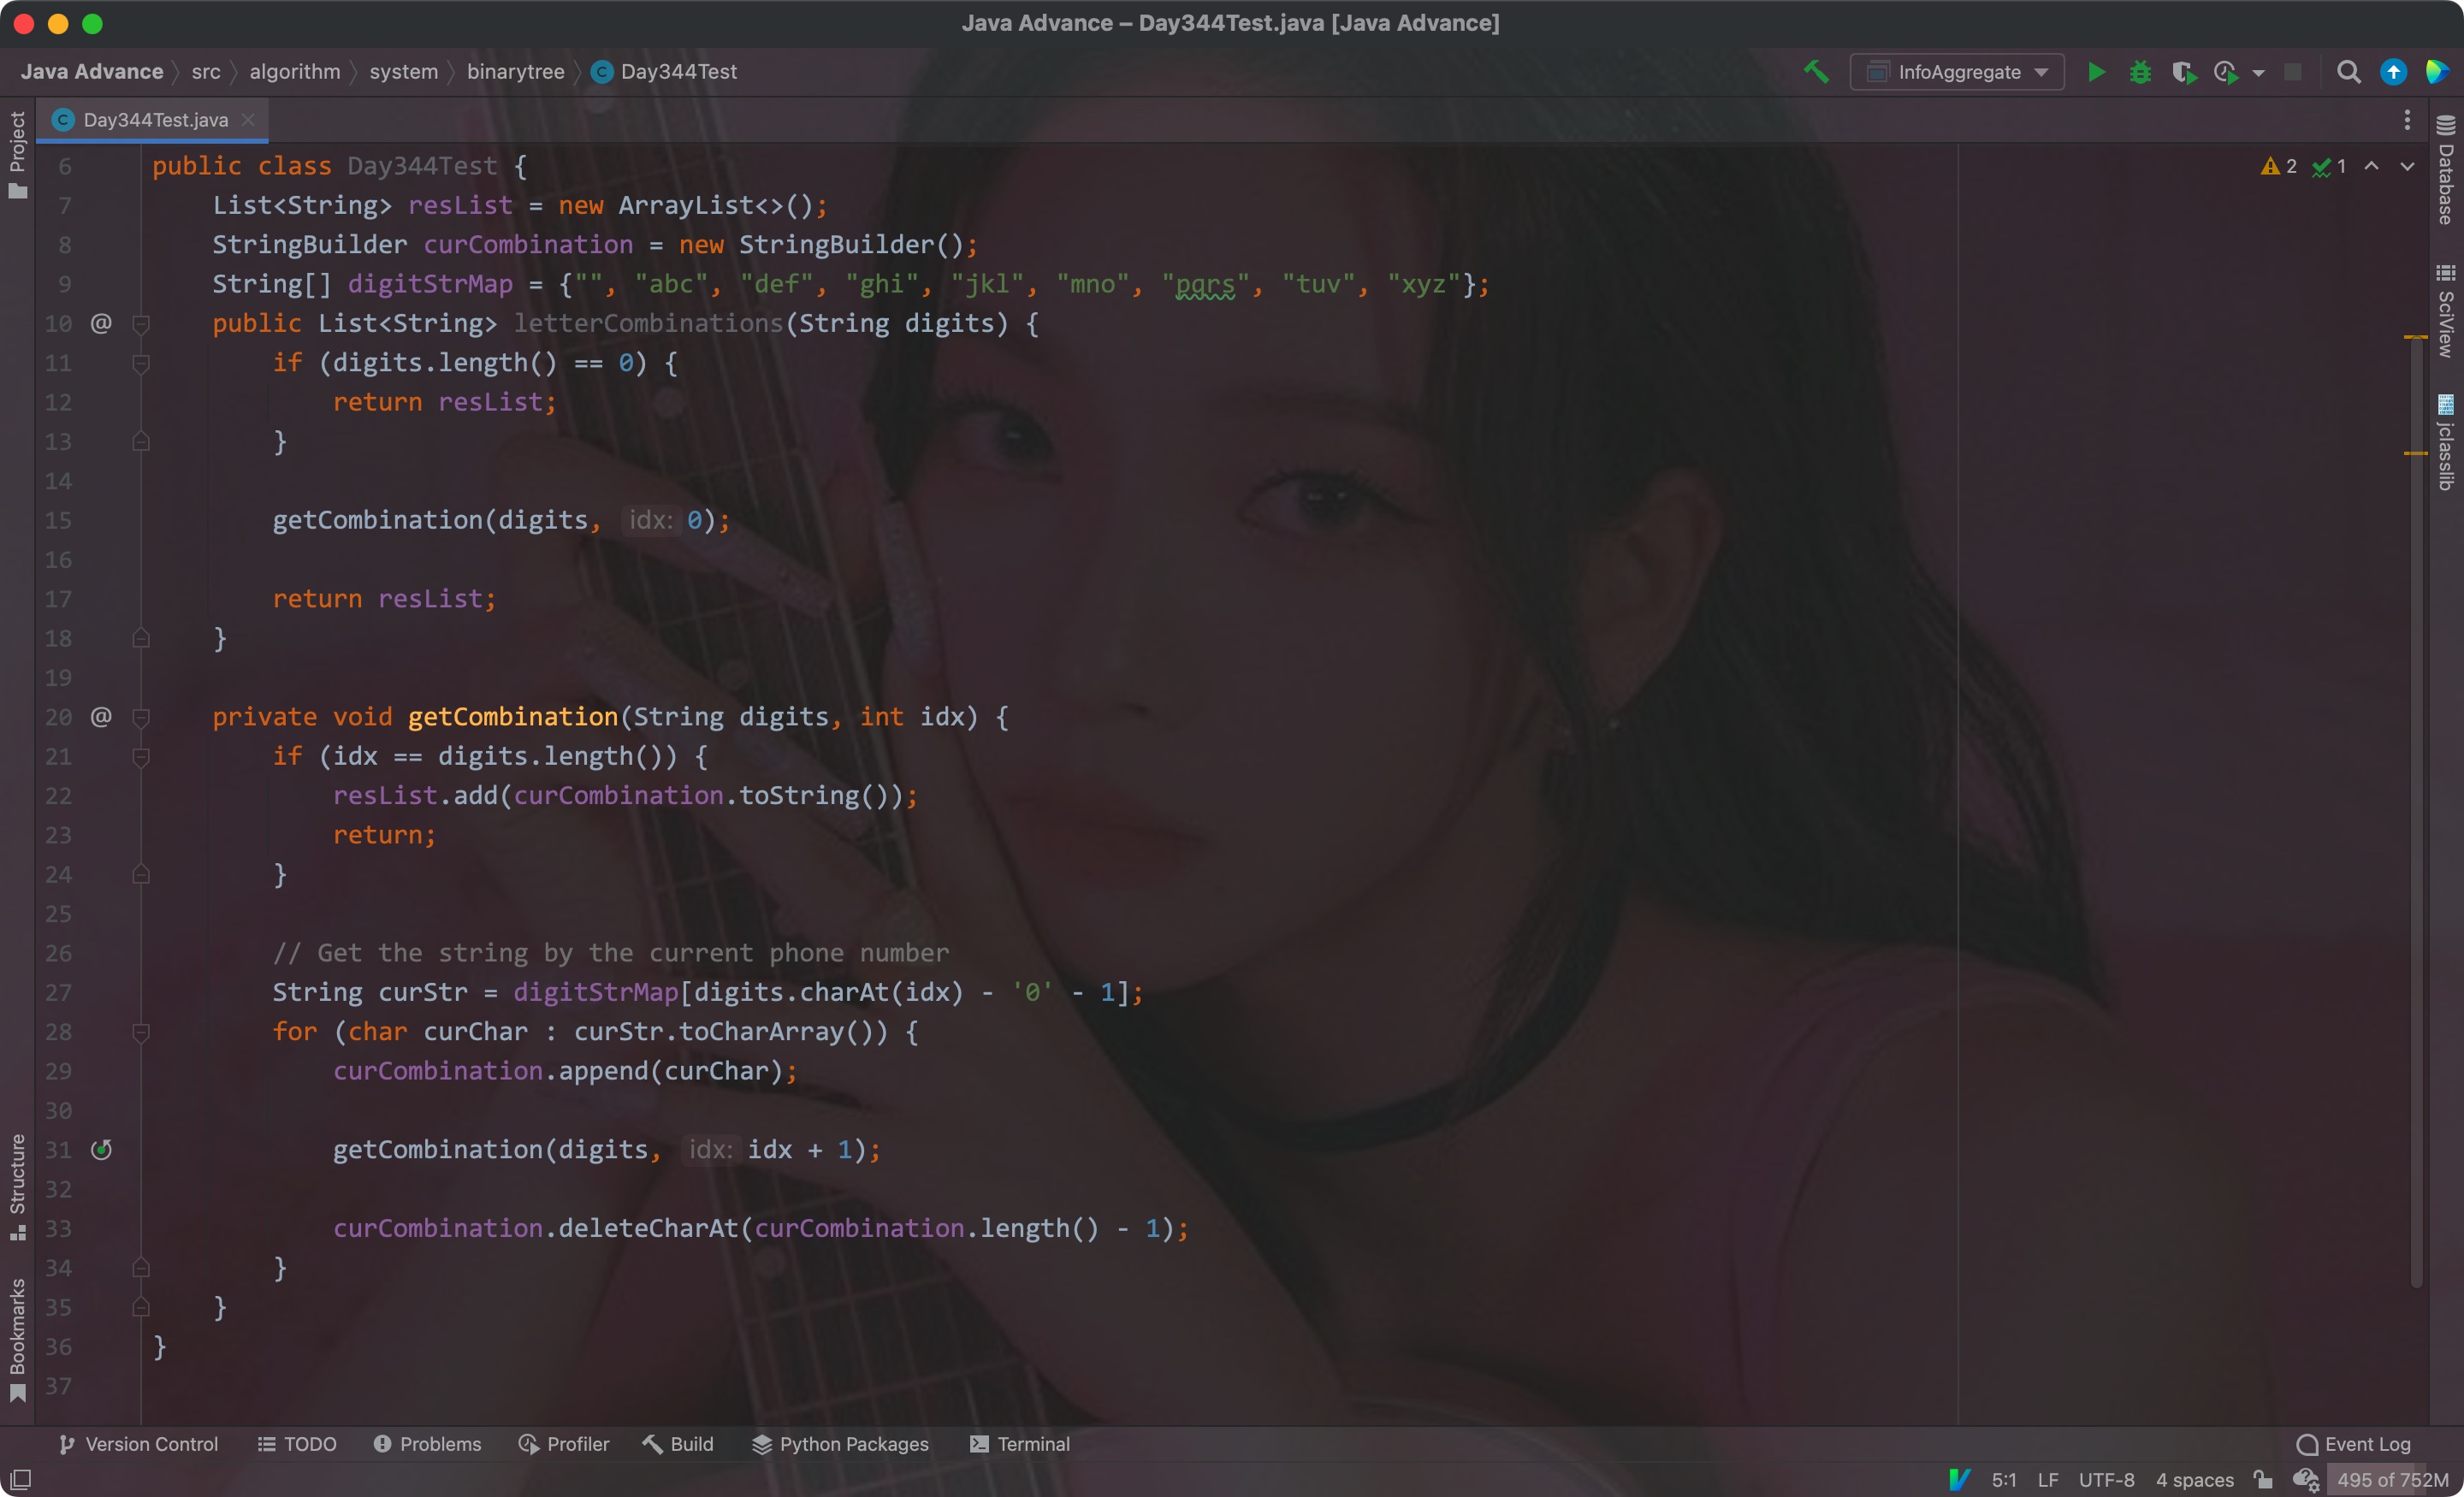 Java Advance – Day344Test.java [Java Advance]
Java Advance src algorithm system binarytree Day344Test InfoAggregate
Day344Test.java
2 1
6 public class Day344Test {
7 List<String> resList = new ArrayList<>();
8 StringBuilder curCombination = new StringBuilder();
9 String[] digitStrMap = {"", "abc", "def", "ghi", "jkl", "mno", "pqrs", "tuv", "xyz"};
10 @ public List<String> letterCombinations(String digits) {
11 if (digits.length() == 0) {
12 return resList;
13 }
14
15 getCombination(digits, idx: 0);
16
17 return resList;
18 }
19
20 @ private void getCombination(String digits, int idx) {
21 if (idx == digits.length()) {
22 resList.add(curCombination.toString());
23 return;
24 }
25
26 // Get the string by the current phone number
27 String curStr = digitStrMap[digits.charAt(idx) - '0' - 1];
28 for (char curChar : curStr.toCharArray()) {
29 curCombination.append(curChar);
30
31 getCombination(digits, idx: idx + 1);
32
33 curCombination.deleteCharAt(curCombination.length() - 1);
34 }
35 }
36 }
37
Project
Structure
Bookmarks
Database
SciView
jclasslib
Version Control TODO Problems Profiler Build Python Packages Terminal Event Log
5:1 LF UTF-8 4 spaces 495 of 752M